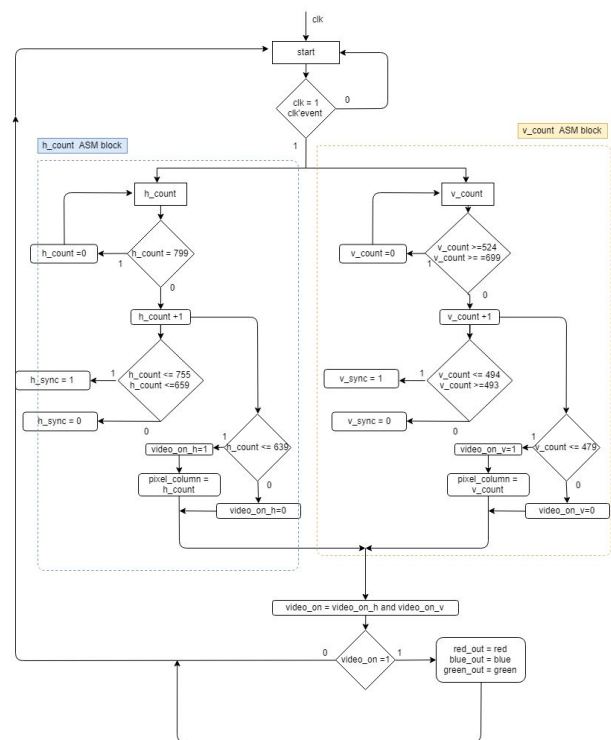 clk
start
clk = 1
clk'event
0
1
h_count ASM block
v_count ASM block
h_count
v_count
h_count =0
1
h_count = 799
0
v_count =0
1
v_count >=524
v_count >= =699
0
h_count +1
v_count +1
h_sync = 1
1
h_count <= 755
h_count <=659
v_sync = 1
1
v_count <= 494
v_count >=493
h_sync = 0
0
v_sync = 0
0
video_on_h=1
1
h_count <= 639
0
video_on_v=1
1
v_count <= 479
0
pixel_column =
h_count
pixel_column =
v_count
video_on_h=0
video_on_v=0
video_on = video_on_h and video_on_v
0
video_on =1
1
red_out = red
blue_out = blue
green_out = green